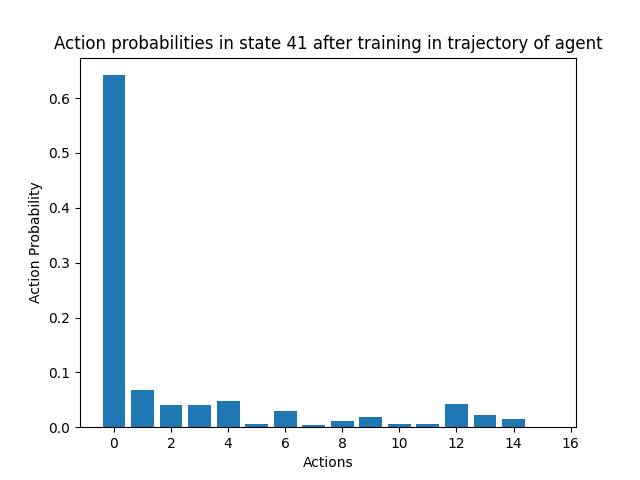 Action probabilities in state 41 after training in trajectory of agent
0.6
0.5
0.4
0.3
0.2
0.1
0.0
Action Probability
0 2 4 6 8 10 12 14 16
Actions